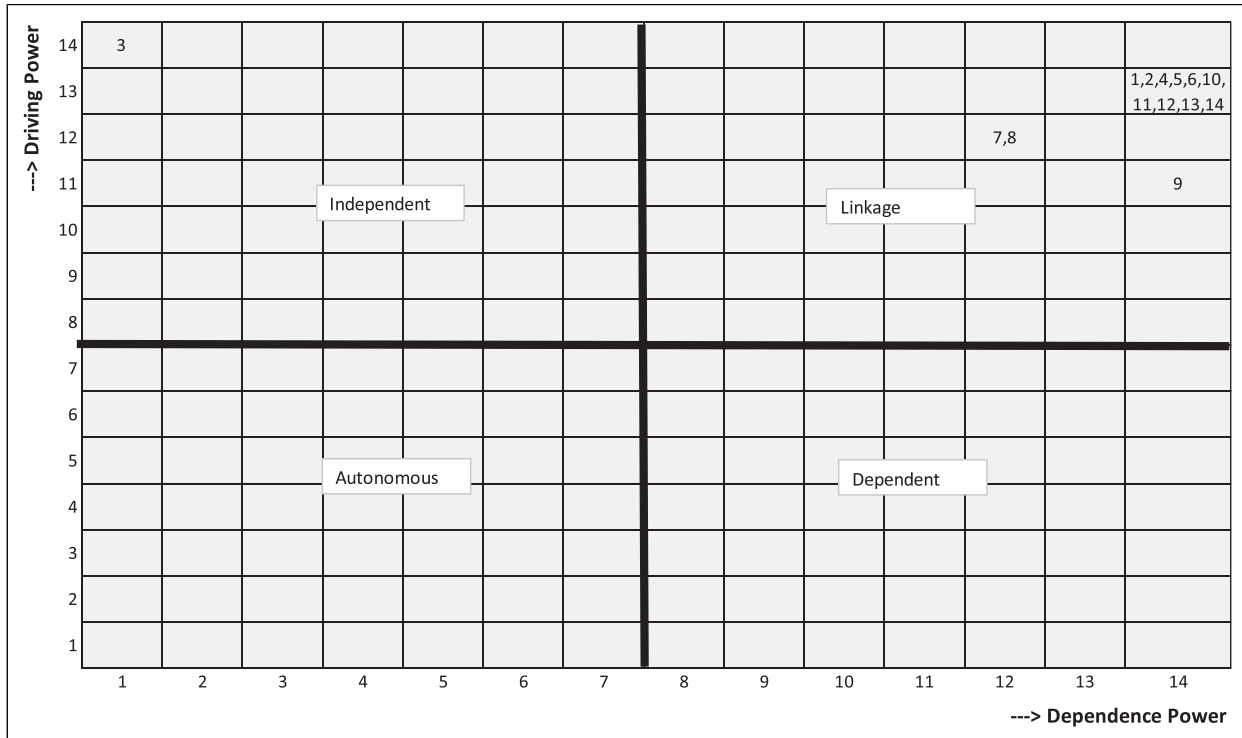 ---> Driving Power
14 3
13 1,2,4,5,6,10,
11,12,13,14
12 7,8
11 9
Independent
Linkage
10
9
8
7
6
5
Autonomous
Dependent
4
3
2
1
1 2 3 4 5 6 7 8 9 10 11 12 13 14
---> Dependence Power